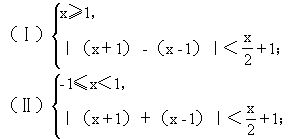 (Ⅰ) { x⩾1,
| (x+1) - (x-1) |<x/2+1;
(Ⅱ) { -1⩽x<1,
| (x+1) + (x-1) |<x/2+1;